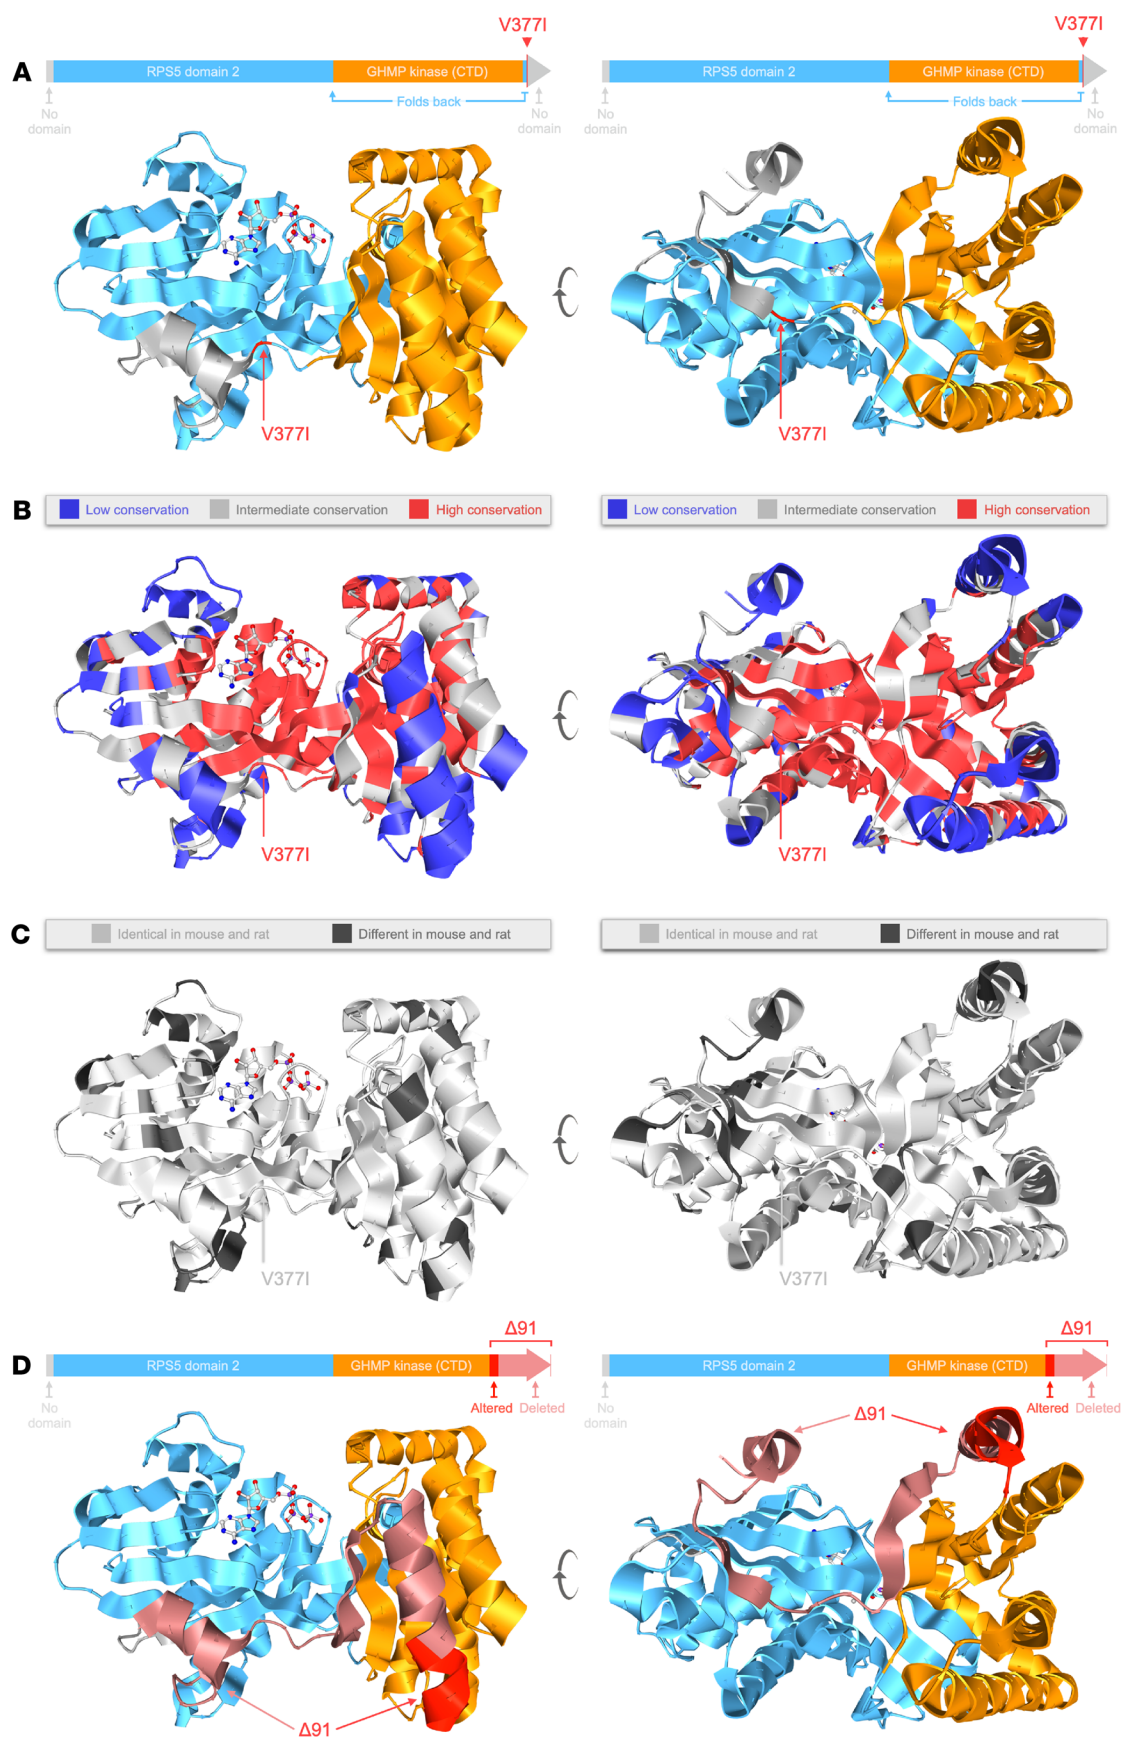 V377I
V377I
A
RPS5 domain 2
GHMP kinase (CTD)
RPS5 domain 2
GHMP kinase (CTD)
Folds back
Folds back
No
domain
No
domain
No
domain
No
domain
V377I
V377I
B
Low conservation
Intermediate conservation
High conservation
Low conservation
Intermediate conservation
High conservation
V377I
V377I
C
Identical in mouse and rat
Different in mouse and rat
Identical in mouse and rat
Different in mouse and rat
V377I
V377I
Δ91
Δ91
D
RPS5 domain 2
GHMP kinase (CTD)
RPS5 domain 2
GHMP kinase (CTD)
No
domain
Altered
Deleted
No
domain
Altered
Deleted
Δ91
Δ91